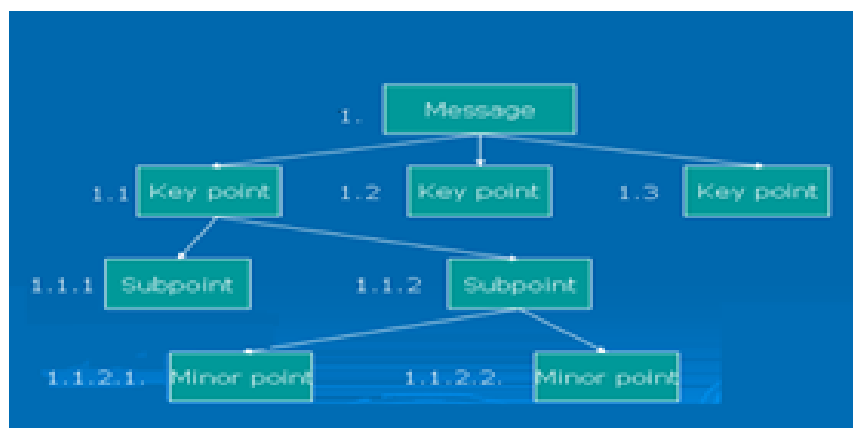 1. Message
1.1 Key point 1.2 Key point 1.3 Key point
1.1.1 Subpoint 1.1.2 Subpoint
1.1.2.1. Minor point 1.1.2.2. Minor point